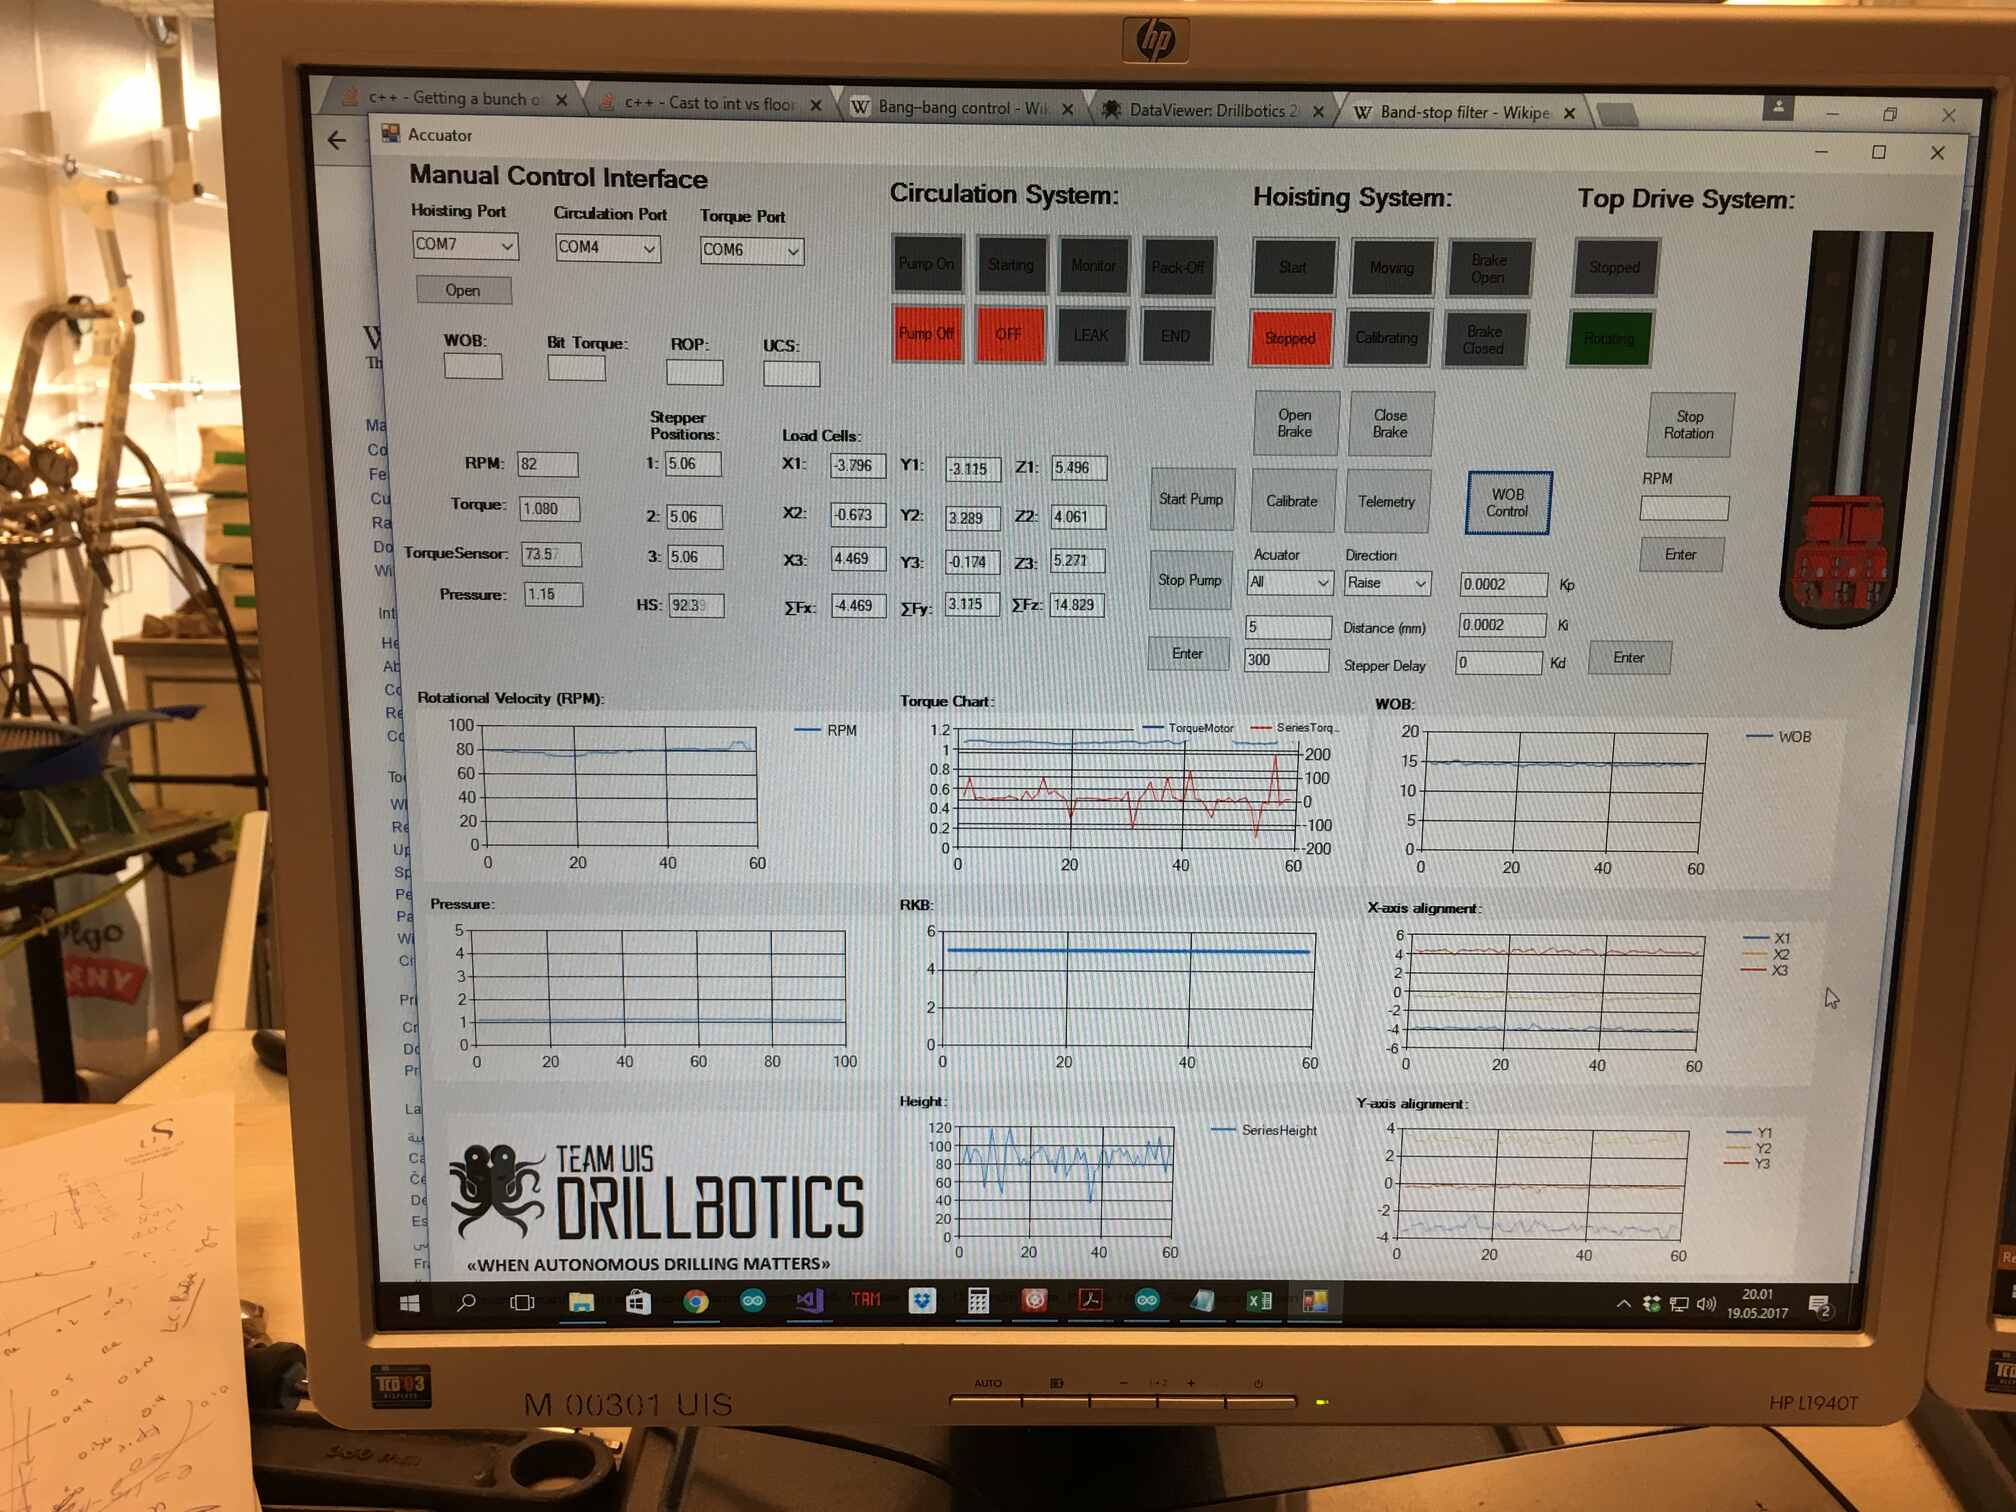 hp
c++ - Getting a bunch o
c++ - Cast to int vs floor
Bang–bang control - Wik
DataViewer: Drillbotics 2
Band-stop filter - Wikipe
Accuator
Manual Control Interface
Circulation System:
Hoisting System:
Top Drive System:
Hoisting Port
Circulation Port
Torque Port
COM7
COM4
COM6
Open
Pump On
Starting
Monitor
Pack-Off
Pump Off
OFF
LEAK
END
Start
Moving
Brake
Open
Stopped
Calibrating
Brake
Closed
Stopped
Rotating
WOB:
Bit Torque:
ROP:
UCS:
Stepper
Positions:
Load Cells:
RPM: 82
1: 5.06
X1: -3.796
Y1: -3.115
Z1: 5.496
Torque: 1.080
2: 5.06
X2: -0.673
Y2: 3.289
Z2: 4.061
TorqueSensor: 73.57
3: 5.06
X3: 4.469
Y3: -0.174
Z3: 5.271
Pressure: 1.15
HS: 92.39
∑Fx: -4.469
∑Fy: 3.115
∑Fz: 14.829
Open
Brake
Close
Brake
Stop
Rotation
Start Pump
Calibrate
Telemetry
WOB
Control
RPM
Enter
Stop Pump
Acuator
Direction
All
Raise
0.0002 Kp
5 Distance (mm)
0.0002 Ki
Enter
300 Stepper Delay
0 Kd
Enter
Rotational Velocity (RPM):
100
80
60
40
20
0
0 20 40 60
RPM
Torque Chart:
TorqueMotor
SeriesTorq...
1.2
1
0.8
0.6
0.4
0.2
0
200
100
0
-100
-200
0 20 40 60
WOB:
20
15
10
5
0
0 20 40 60
WOB
Pressure:
5
4
3
2
1
0
0 20 40 60 80 100
RKB:
6
4
2
0
0 20 40 60
X-axis alignment:
6
4
2
0
-2
-4
-6
0 20 40 60
X1
X2
X3
Height:
120
100
80
60
40
20
0
0 20 40 60
SeriesHeight
Y-axis alignment:
4
2
0
-2
-4
0 20 40 60
Y1
Y2
Y3
TEAM UIS
DRILLBOTICS
«WHEN AUTONOMOUS DRILLING MATTERS»
TAM
20.01
19.05.2017
2
TCO'03
DISPLAYS
M 00301 UIS
AUTO
HP L1940T